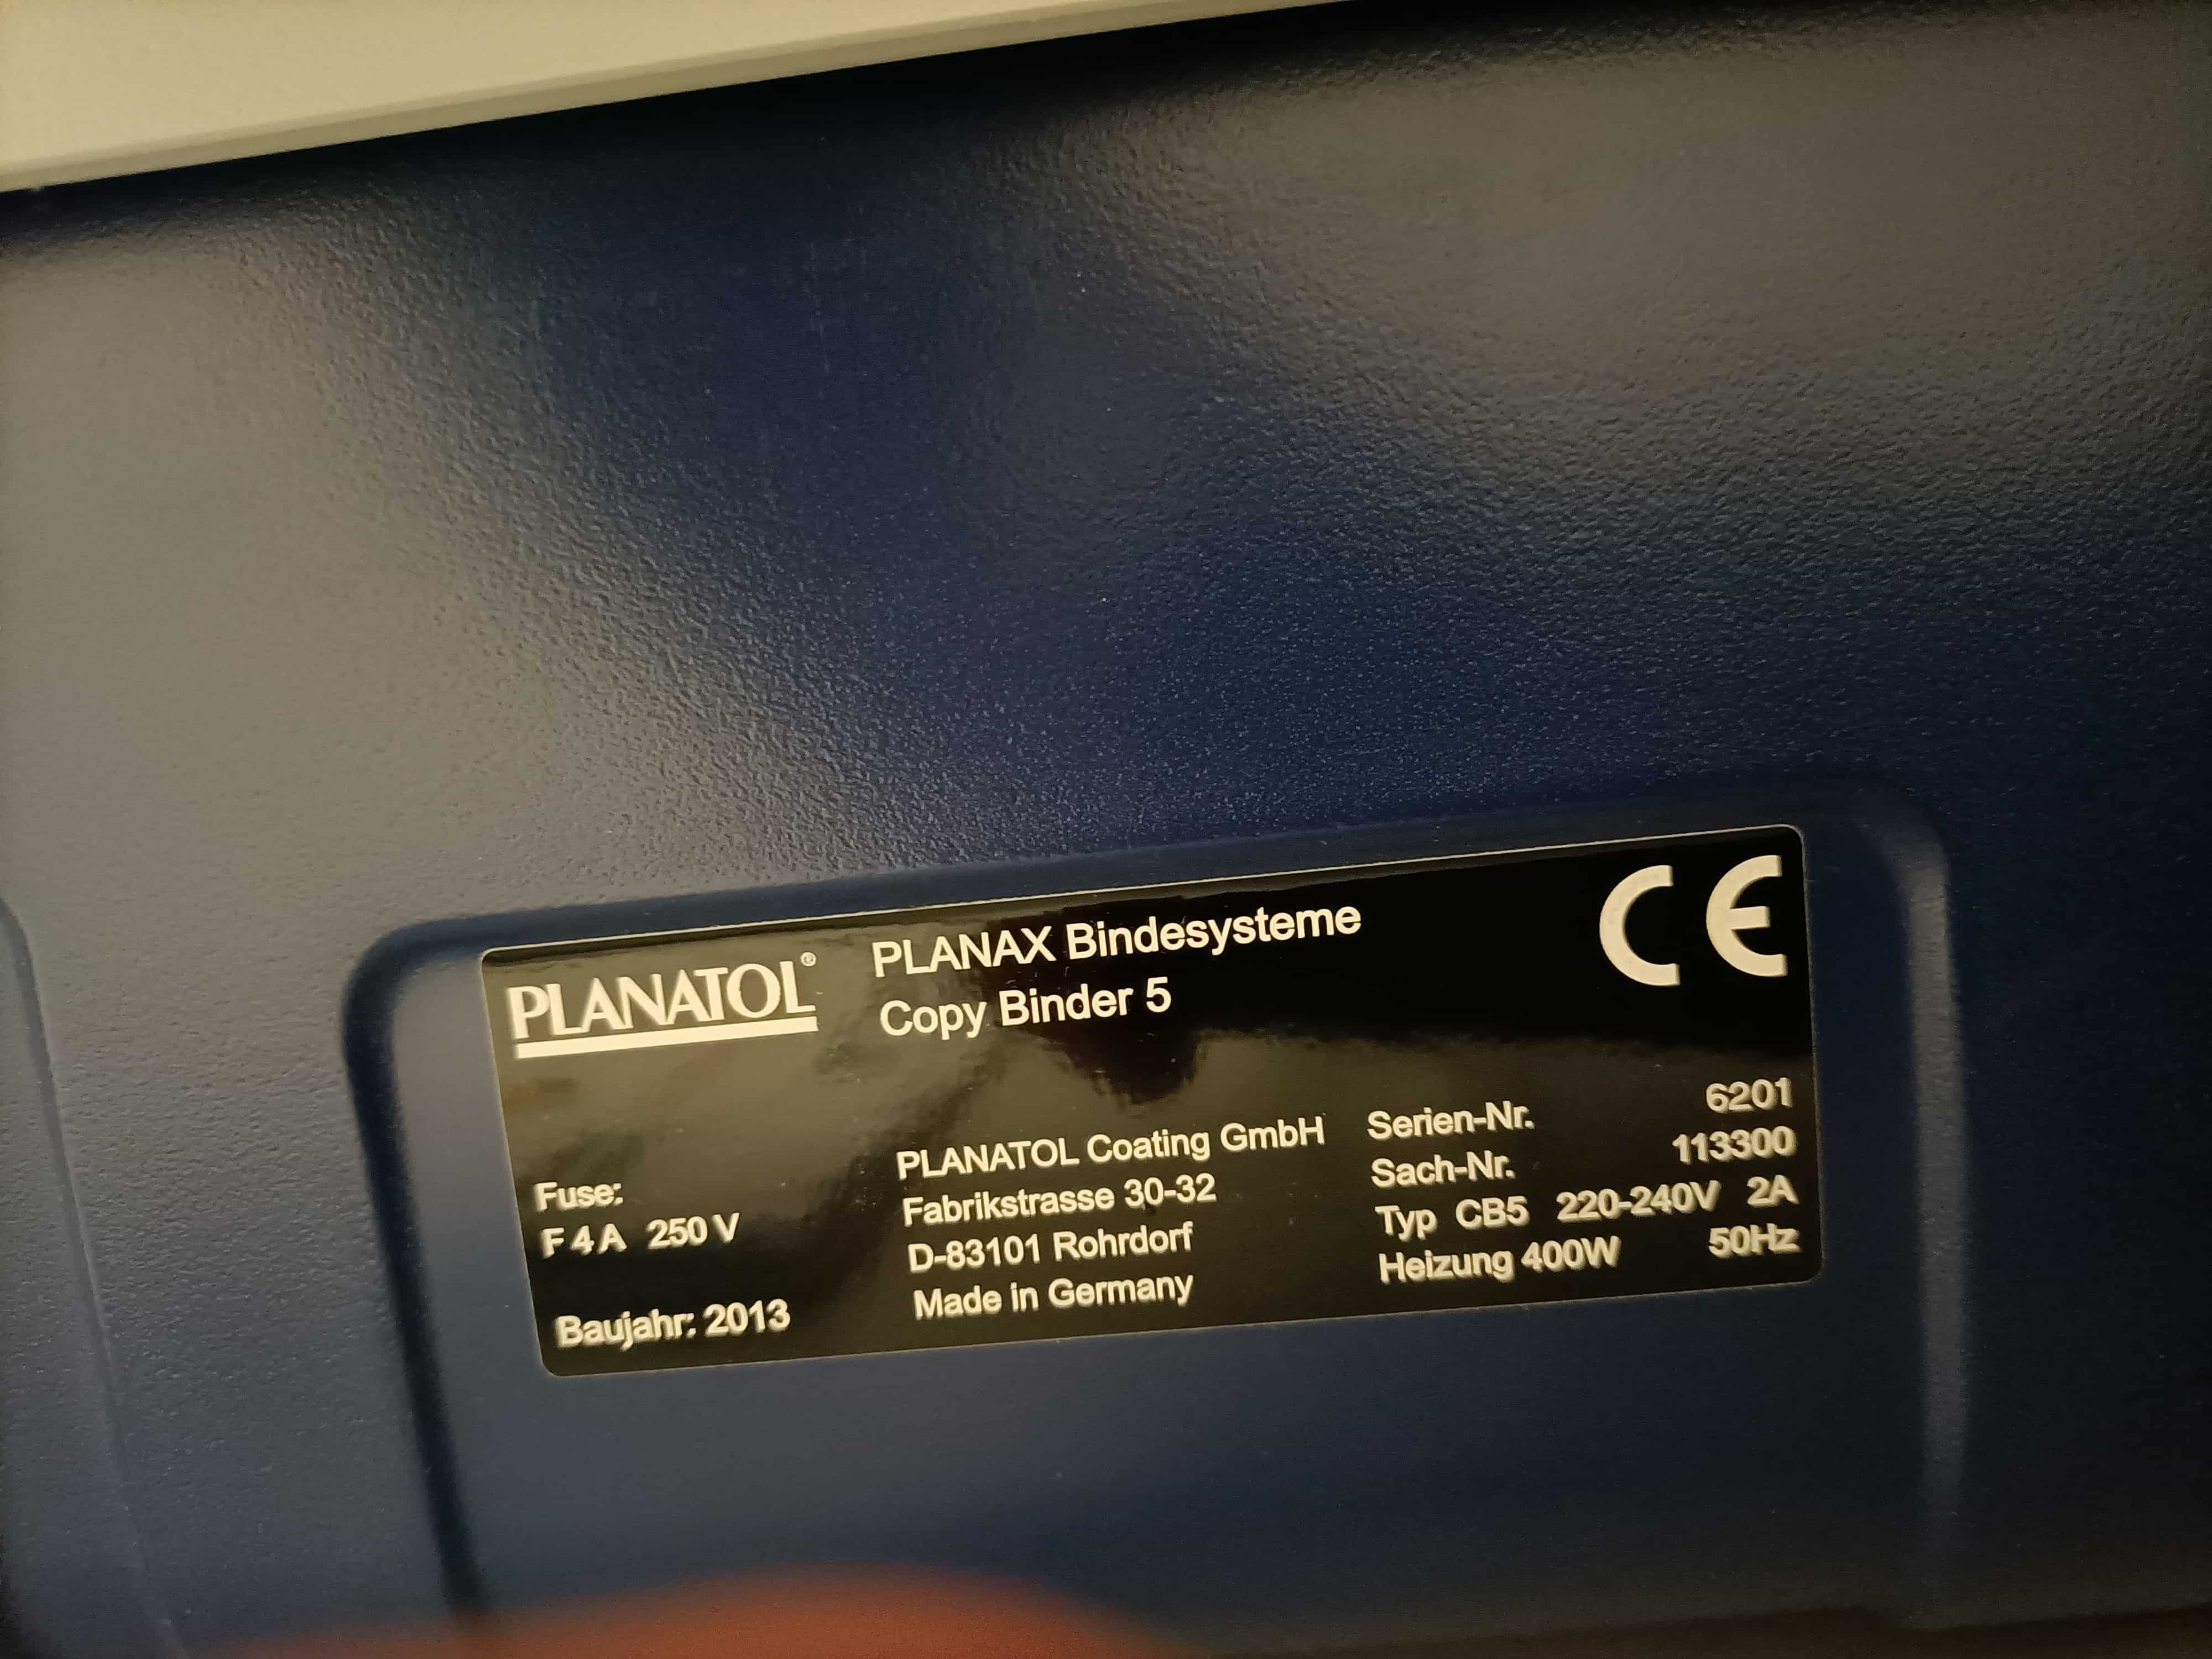 PLANATOL®
PLANAX Bindesysteme
Copy Binder 5
CE
Fuse:
F 4 A 250 V
Baujahr: 2013
PLANATOL Coating GmbH
Fabrikstrasse 30-32
D-83101 Rohrdorf
Made in Germany
Serien-Nr. 6201
Sach-Nr. 113300
Typ CB5 220-240V 2A
Heizung 400W 50Hz